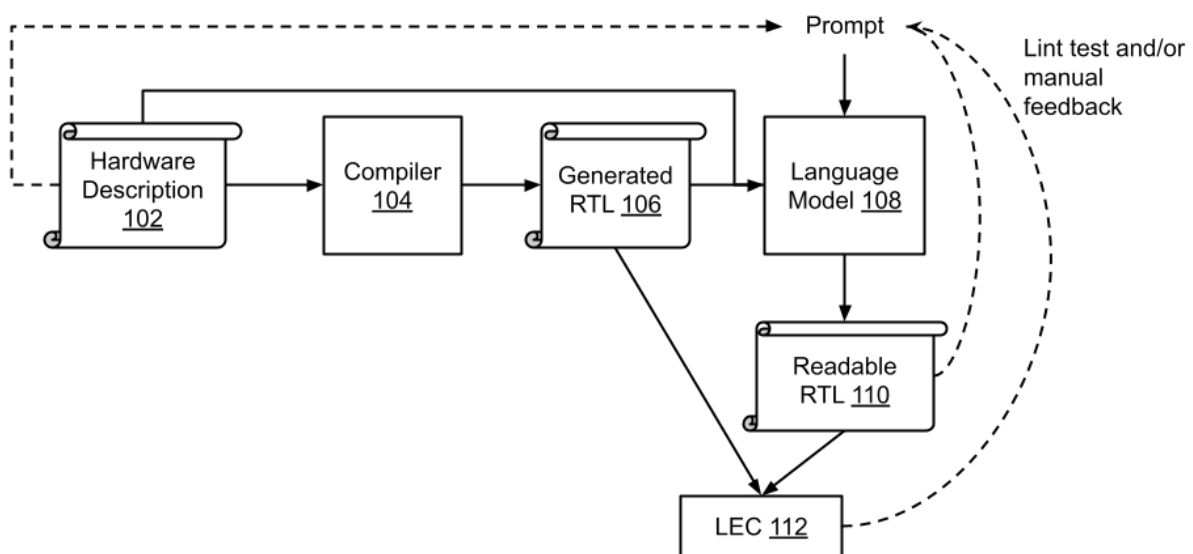 Prompt
Lint test and/or
manual
feedback
Hardware
Description
102
Compiler
104
Generated
RTL 106
Language
Model 108
Readable
RTL 110
LEC 112